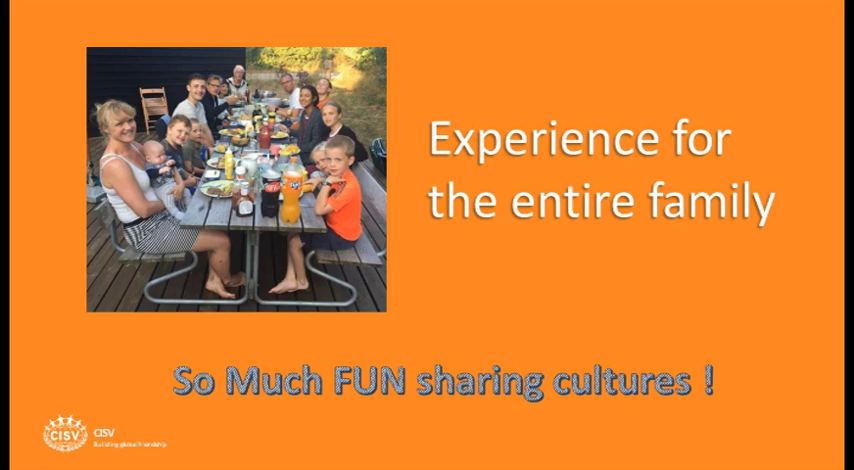 Experience for
the entire family
So Much FUN sharing cultures !
CISV
CISV
Building global friendship